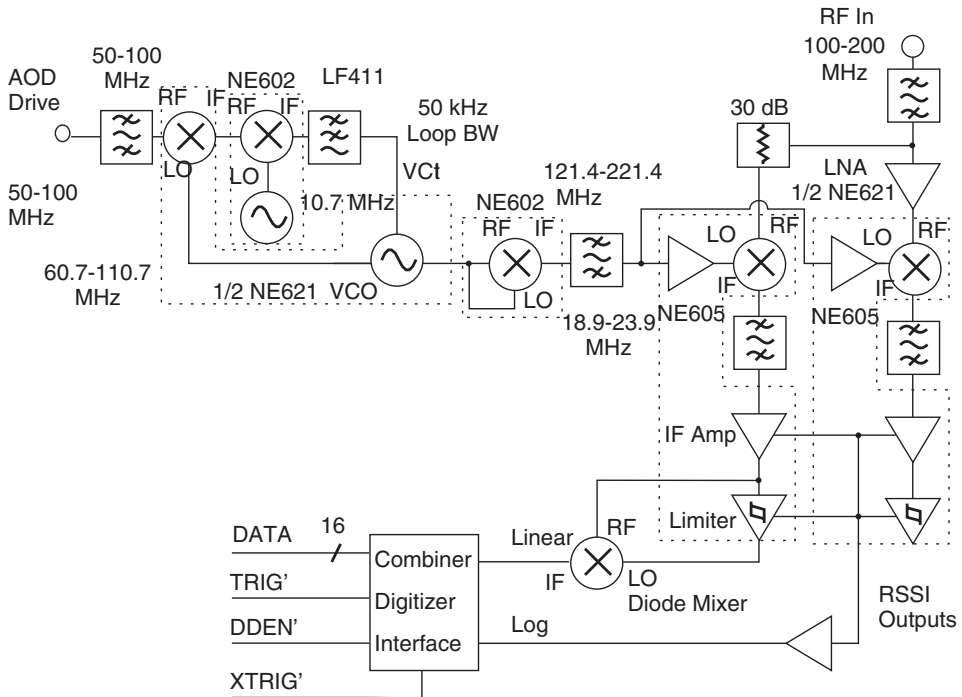 RF In
100-200
MHz
50-100
MHz
AOD
Drive
NE602
LF411
RF
IF
RF
IF
50 kHz
Loop BW
30 dB
LO
LO
VCt
10.7 MHz
LNA
1/2 NE621
121.4-221.4
MHz
50-100
MHz
NE602
RF
IF
LO
RF
LO
RF
60.7-110.7
MHz
1/2 NE621
VCO
LO
IF
IF
18.9-23.9
MHz
NE605
NE605
IF Amp
Limiter
DATA
16
Combiner
Linear
RF
IF
LO
Diode Mixer
TRIG'
Digitizer
RSSI
Outputs
DDEN'
Interface
Log
XTRIG'